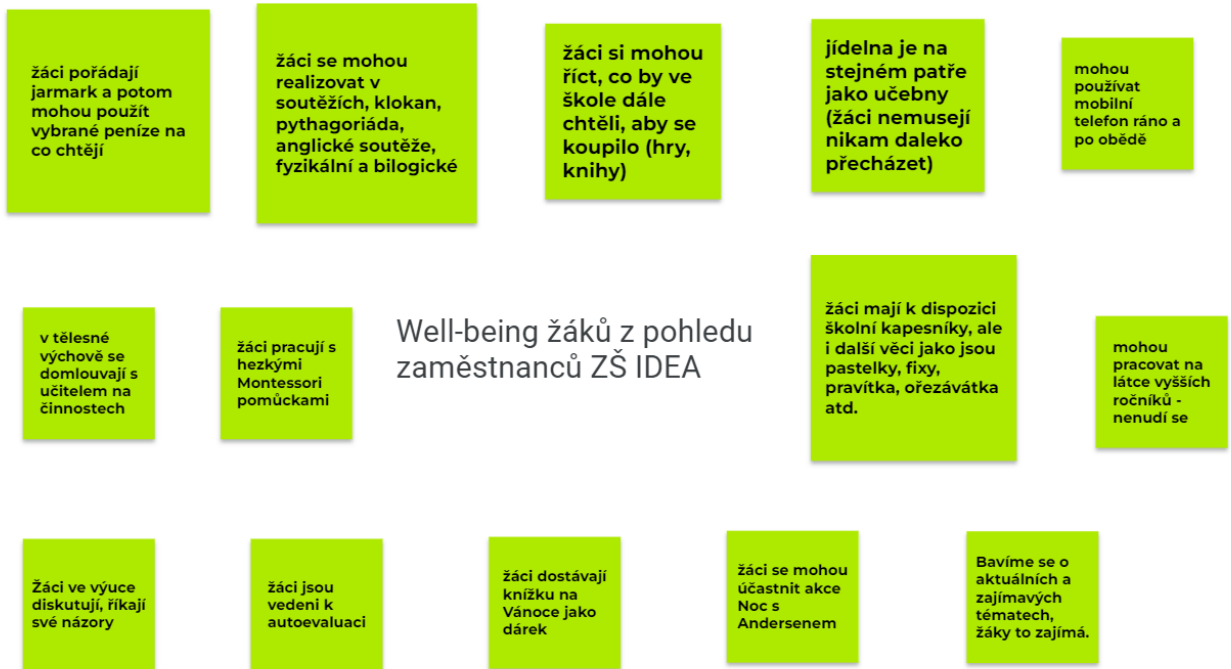 žáci pořádají
jarmark a potom
mohou použít
vybrané peníze na
co chtějí
žáci se mohou
realizovat v
soutěžích, klokan,
pythagoriáda,
anglické soutěže,
fyzikální a bilogické
žáci si mohou
říct, co by ve
škole dále
chtěli, aby se
koupilo (hry,
knihy)
jídelna je na
stejném patře
jako učebny
(žáci nemusejí
nikam daleko
přecházet)
mohou
používat
mobilní
telefon ráno a
po obědě
v tělesné
výchově se
domlouvají s
učitelem na
činnostech
žáci pracují s
hezkými
Montessori
pomůckami
Well-being žáků z pohledu
zaměstnanců ZŠ IDEA
žáci mají k dispozici
školní kapesníky, ale
i další věci jako jsou
pastelky, fixy,
pravítka, ořezávátka
atd.
mohou
pracovat na
látce vyšších
ročníků -
nenudí se
Žáci ve výuce
diskutují, říkají
své názory
žáci jsou
vedeni k
autoevaluaci
žáci dostávají
knížku na
Vánoce jako
dárek
žáci se mohou
účastnit akce
Noc s
Andersenem
Bavíme se o
aktuálních a
zajímavých
tématech,
žáky to zajímá.